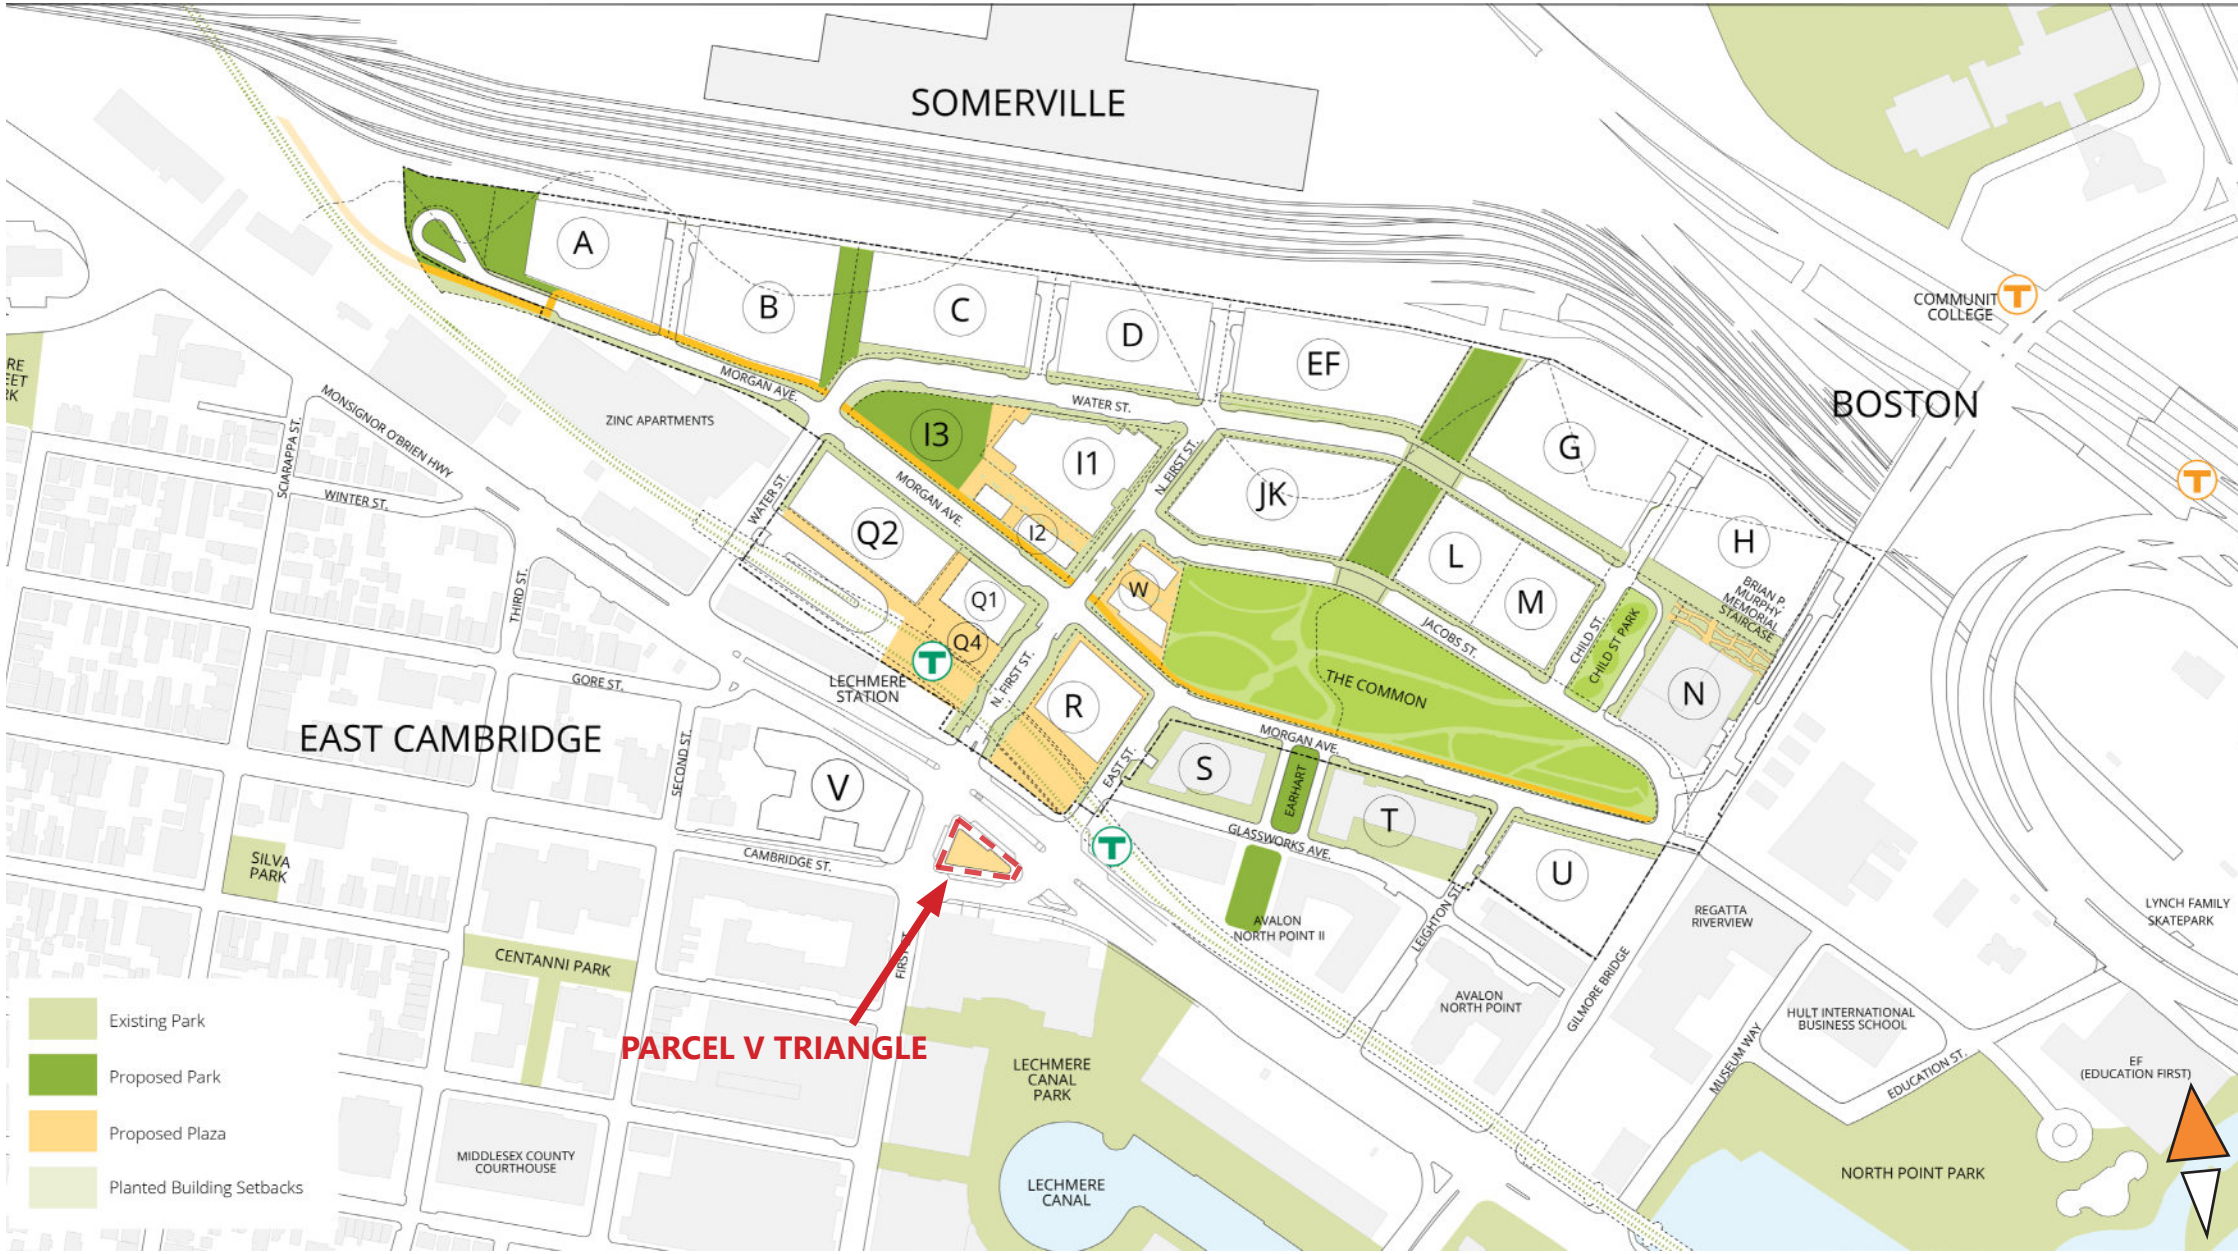 SOMERVILLE
BOSTON
EAST CAMBRIDGE
COMMUNIT
COLLEGE
T
T
T
T
A
B
C
D
EF
G
H
I3
I1
I2
JK
L
M
N
Q2
Q1
Q4
W
R
S
T
U
V
MORGAN AVE.
WATER ST.
ZINC APARTMENTS
MONSIGNOR O'BRIEN HWY
SCIARAPPA ST.
WINTER ST.
THIRD ST.
WATER ST.
MORGAN AVE.
N. FIRST ST.
N. FIRST ST.
LECHMERE
STATION
GORE ST.
SECOND ST.
CAMBRIDGE ST.
FIRST ST.
EAST ST.
MORGAN AVE.
EARHART
GLASSWORKS AVE.
LEIGHTON ST.
THE COMMON
JACOBS ST.
CHILD ST.
CHILD ST PARK
BRIAN P.
MURPHY
MEMORIAL
STAIRCASE
RE
EET
RK
SILVA
PARK
CENTANNI PARK
MIDDLESEX COUNTY
COURTHOUSE
PARCEL V TRIANGLE
LECHMERE
CANAL
PARK
LECHMERE
CANAL
AVALON
NORTH POINT II
AVALON
NORTH POINT
GILMORE BRIDGE
REGATTA
RIVERVIEW
MUSEUM WAY
HULT INTERNATIONAL
BUSINESS SCHOOL
EDUCATION ST.
LYNCH FAMILY
SKATEPARK
EF
(EDUCATION FIRST)
NORTH POINT PARK
Existing Park
Proposed Park
Proposed Plaza
Planted Building Setbacks